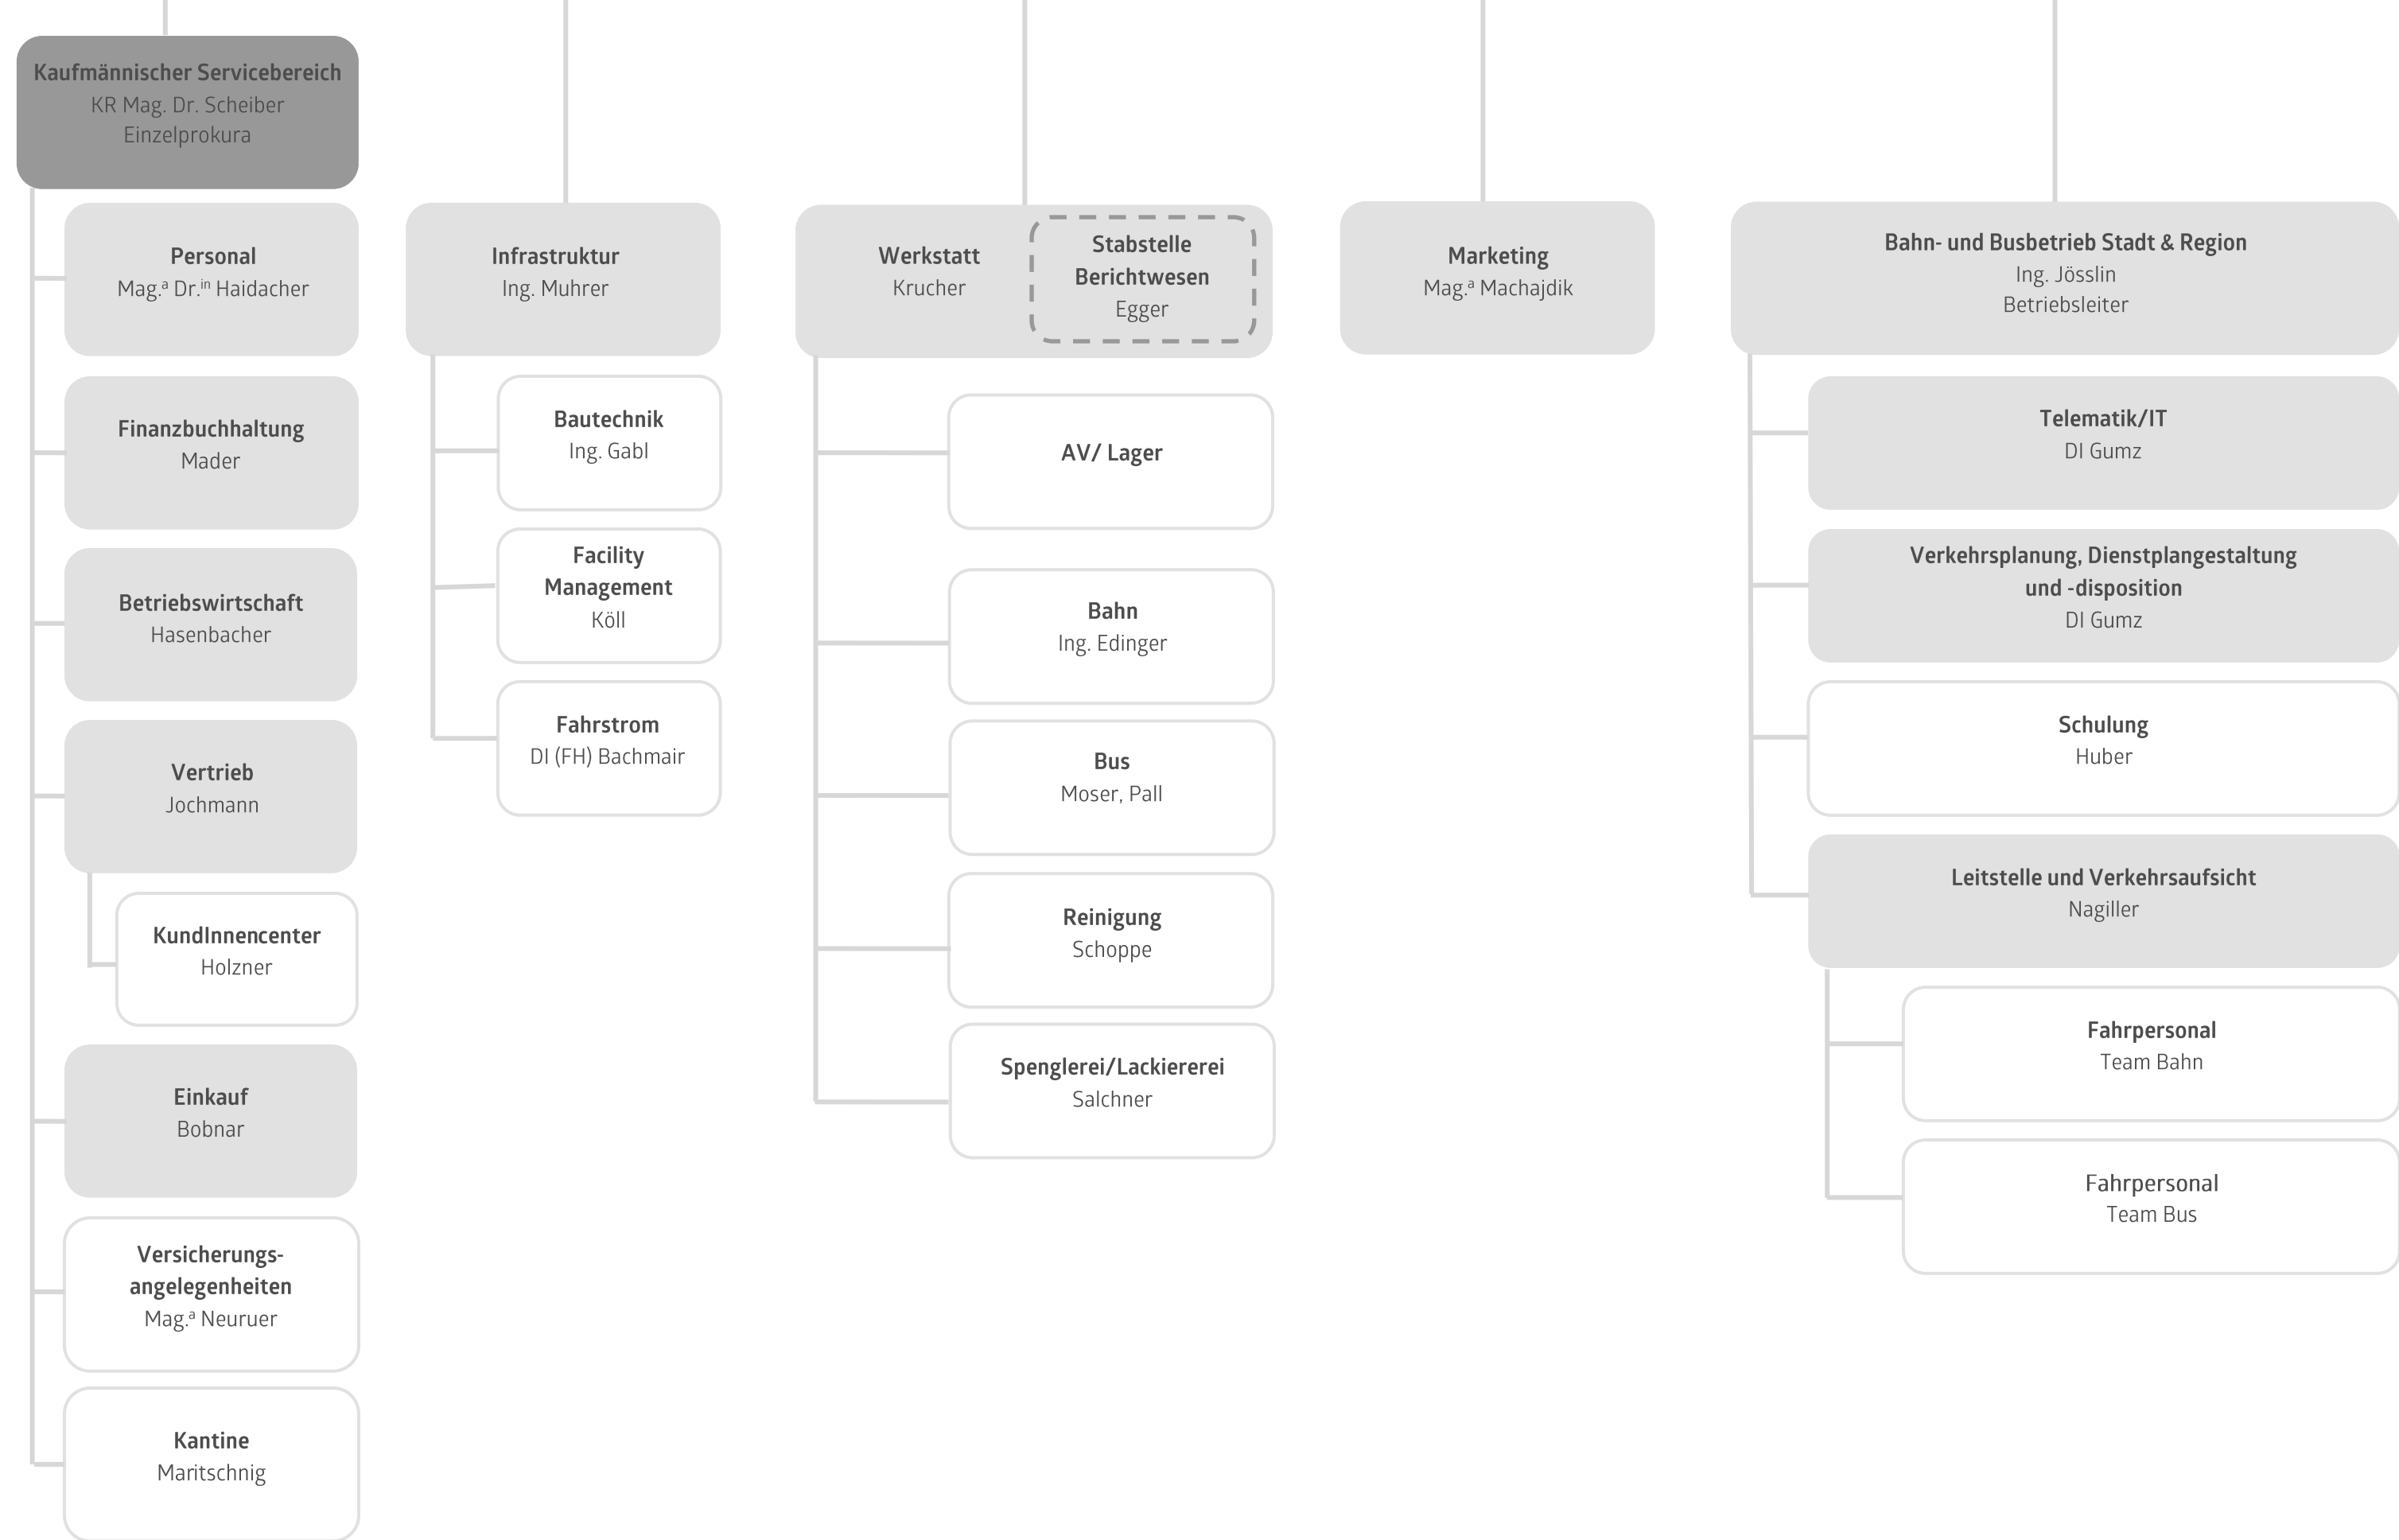 Kaufmännischer Servicebereich
KR Mag. Dr. Scheiber
Einzelprokura
Personal
Mag.ª Dr.ⁱⁿ Haidacher
Finanzbuchhaltung
Mader
Betriebswirtschaft
Hasenbacher
Vertrieb
Jochmann
KundInnencenter
Holzner
Einkauf
Bobnar
Versicherungs-
angelegenheiten
Mag.ª Neuruer
Kantine
Maritschnig
Infrastruktur
Ing. Muhrer
Bautechnik
Ing. Gabl
Facility
Management
Köll
Fahrstrom
DI (FH) Bachmair
Werkstatt
Krucher
Stabstelle
Berichtwesen
Egger
AV/ Lager
Bahn
Ing. Edinger
Bus
Moser, Pall
Reinigung
Schoppe
Spenglerei/Lackiererei
Salchner
Marketing
Mag.ª Machajdik
Bahn- und Busbetrieb Stadt & Region
Ing. Jösslin
Betriebsleiter
Telematik/IT
DI Gumz
Verkehrsplanung, Dienstplangestaltung
und -disposition
DI Gumz
Schulung
Huber
Leitstelle und Verkehrsaufsicht
Nagiller
Fahrpersonal
Team Bahn
Fahrpersonal
Team Bus